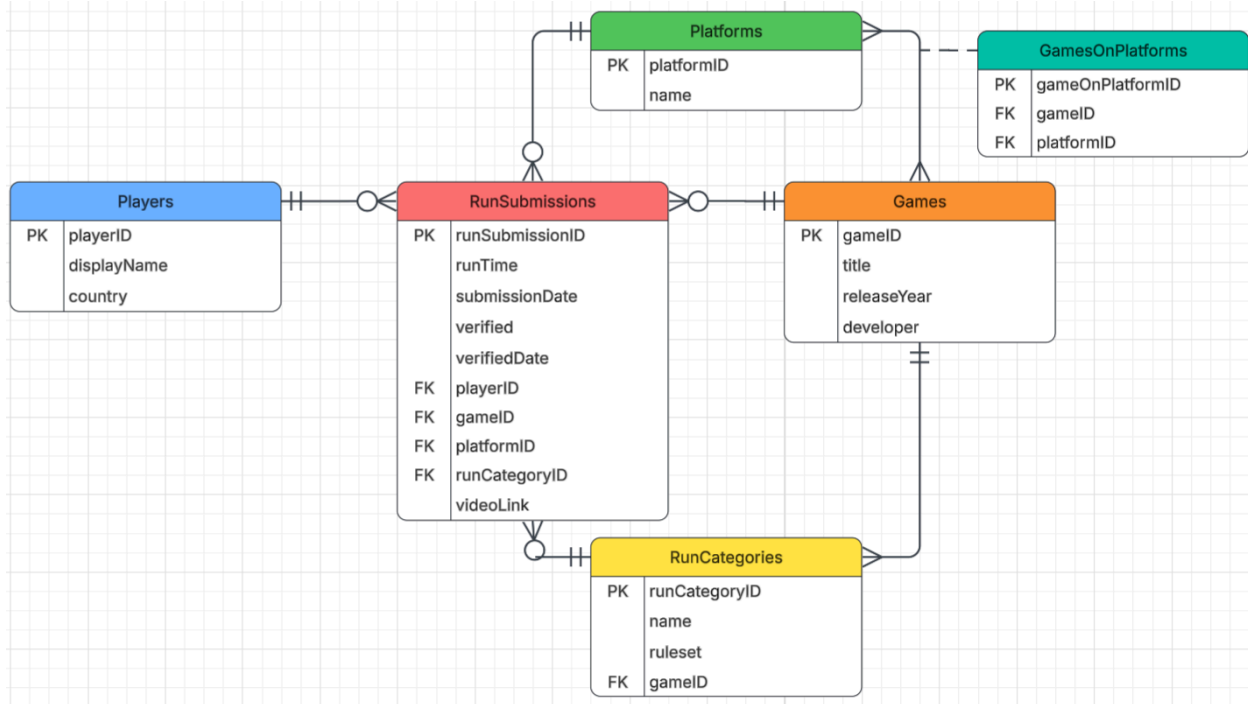 Platforms
PK platformID
name
GamesOnPlatforms
PK gameOnPlatformID
FK gameID
FK platformID
Players
PK playerID
displayName
country
RunSubmissions
PK runSubmissionID
runTime
submissionDate
verified
verifiedDate
FK playerID
FK gameID
FK platformID
FK runCategoryID
videoLink
Games
PK gameID
title
releaseYear
developer
RunCategories
PK runCategoryID
name
ruleset
FK gameID